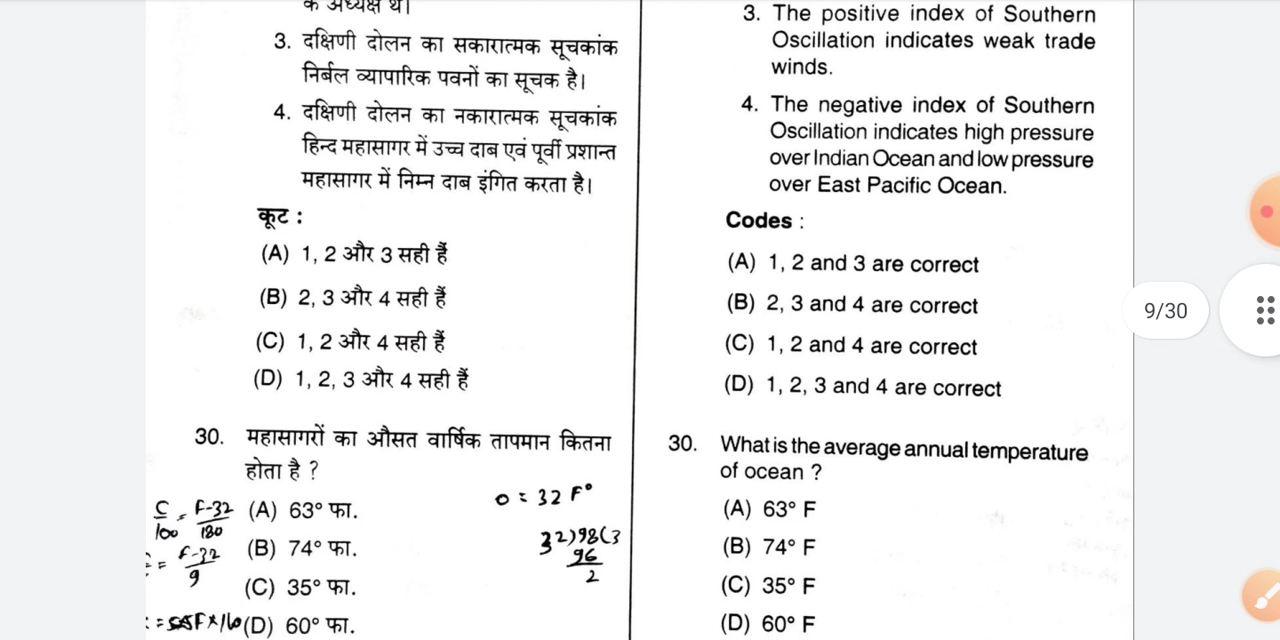 के अध्यक्ष थे।
3. दक्षिणी दोलन का सकारात्मक सूचकांक
निर्बल व्यापारिक पवनों का सूचक है।
4. दक्षिणी दोलन का नकारात्मक सूचकांक
हिन्द महासागर में उच्च दाब एवं पूर्वी प्रशान्त
महासागर में निम्न दाब इंगित करता है।
कूट :
(A) 1, 2 और 3 सही हैं
(B) 2, 3 और 4 सही हैं
(C) 1, 2 और 4 सही हैं
(D) 1, 2, 3 और 4 सही हैं
30. महासागरों का औसत वार्षिक तापमान कितना
होता है ?
(A) 63° फा.
(B) 74° फा.
(C) 35° फा.
(D) 60° फा.
C/100 = F-32/180
= F-32/9
0 = 32 F°
32)98(3
96
2
3. The positive index of Southern
Oscillation indicates weak trade
winds.
4. The negative index of Southern
Oscillation indicates high pressure
over Indian Ocean and low pressure
over East Pacific Ocean.
Codes :
(A) 1, 2 and 3 are correct
(B) 2, 3 and 4 are correct
(C) 1, 2 and 4 are correct
(D) 1, 2, 3 and 4 are correct
30. What is the average annual temperature
of ocean ?
(A) 63° F
(B) 74° F
(C) 35° F
(D) 60° F
9/30